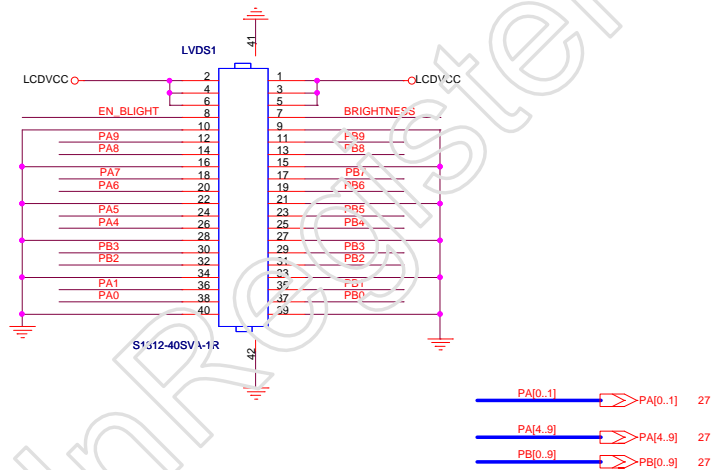 41
LVDS1
LCDVCC 2 1 LCDVCC
4 3
6 5
EN_BLIGHT 8 7 BRIGHTNESS
10 9
PA9 12 11 PB9
PA8 14 13 PB8
16 15
PA7 18 17 PB7
PA6 20 19 PB6
22 21
PA5 24 23 PB5
PA4 26 25 PB4
28 27
PB3 30 29 PB3
PB2 32 31 PB2
34 33
PA1 36 35 PB1
PA0 38 37 PB0
40 39
S1312-40SVA-1R
42
PA[0..1] PA[0..1] 27
PA[4..9] PA[4..9] 27
PB[0..9] PB[0..9] 27